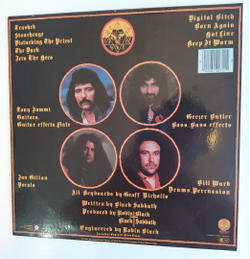 Trashed
Stonehenge
Disturbing The Priest
The Dark
Zero The Hero
Digital Bitch
Born Again
Hot Line
Keep It Warm
Tony Iommi
Guitars.
Guitar effects.Flute
Geezer Butler
Bass.Bass effects
Ian Gillan
Vocals
Bill Ward
Drums.Percussion
All Keyboards by Geoff Nicholls
Written by Black Sabbath
Produced by Robin Black
Black Sabbath
Engineered by Robin Black